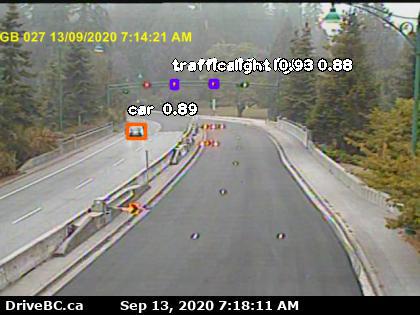 GB 027 13/09/2020 7:14:21 AM
trafficalight 0.93 0.88
car 0.89
DriveBC.ca Sep 13, 2020 7:18:11 AM